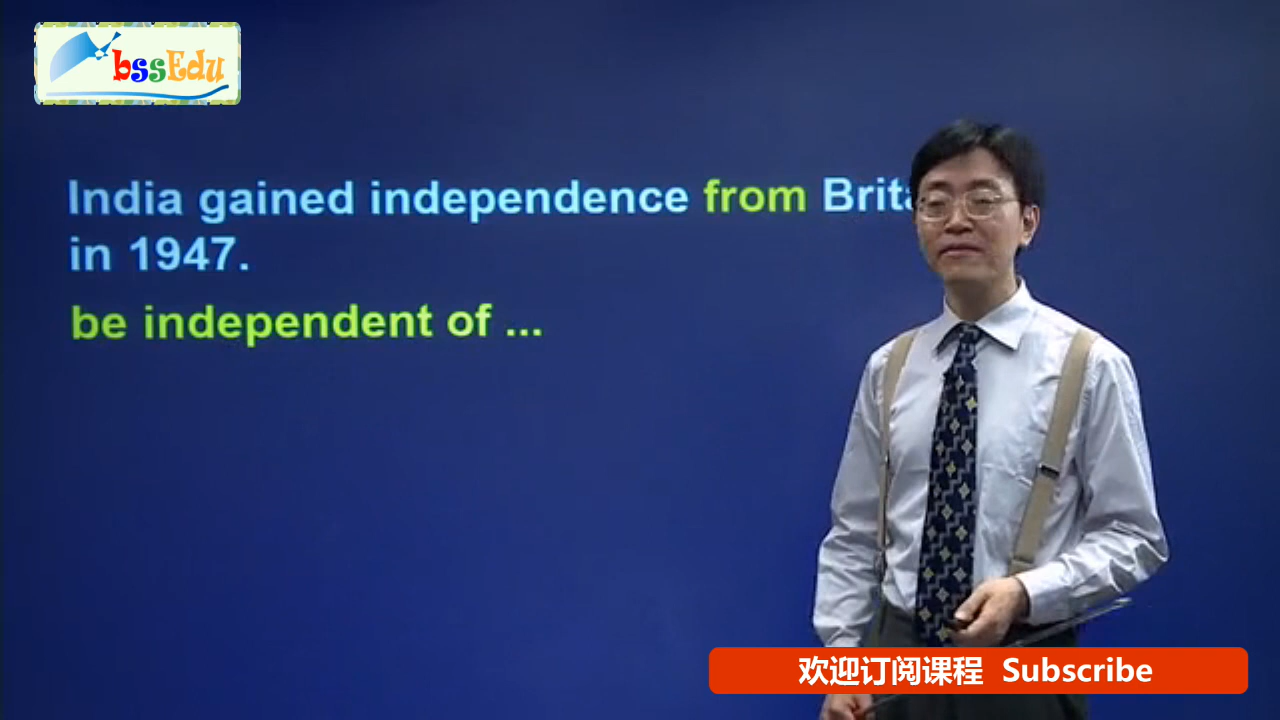 bssEdu
India gained independence from Brita
in 1947.
be independent of ...
欢迎订阅课程 Subscribe